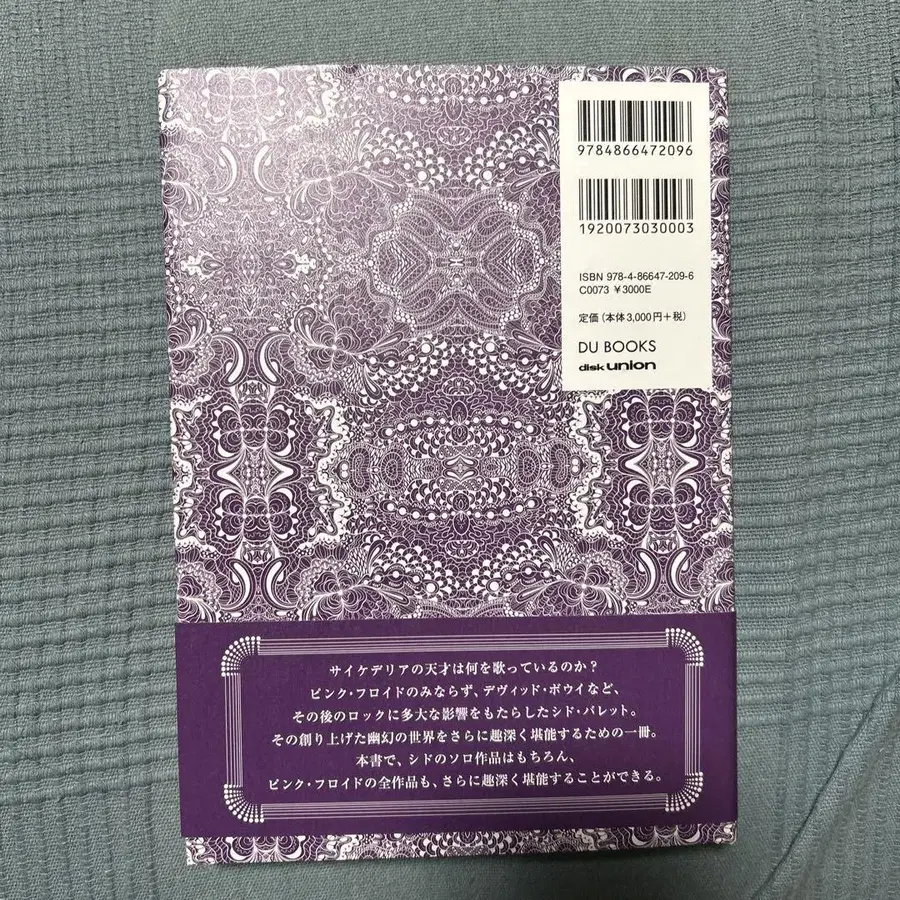 9784866472096
1920073030003
ISBN 978-4-86647-209-6
C0073 ¥3000E
定価(本体3,000円+税)
DU BOOKS
disk union
サイケデリアの天才は何を歌っているのか？
ピンク・フロイドのみならず、デヴィッド・ボウイなど、
その後のロックに多大な影響をもたらしたシド・バレット。
その創り上げた幽幻の世界をさらに趣深く堪能するための一冊。
本書で、シドのソロ作品はもちろん、
ピンク・フロイドの全作品も、さらに趣深く堪能することができる。